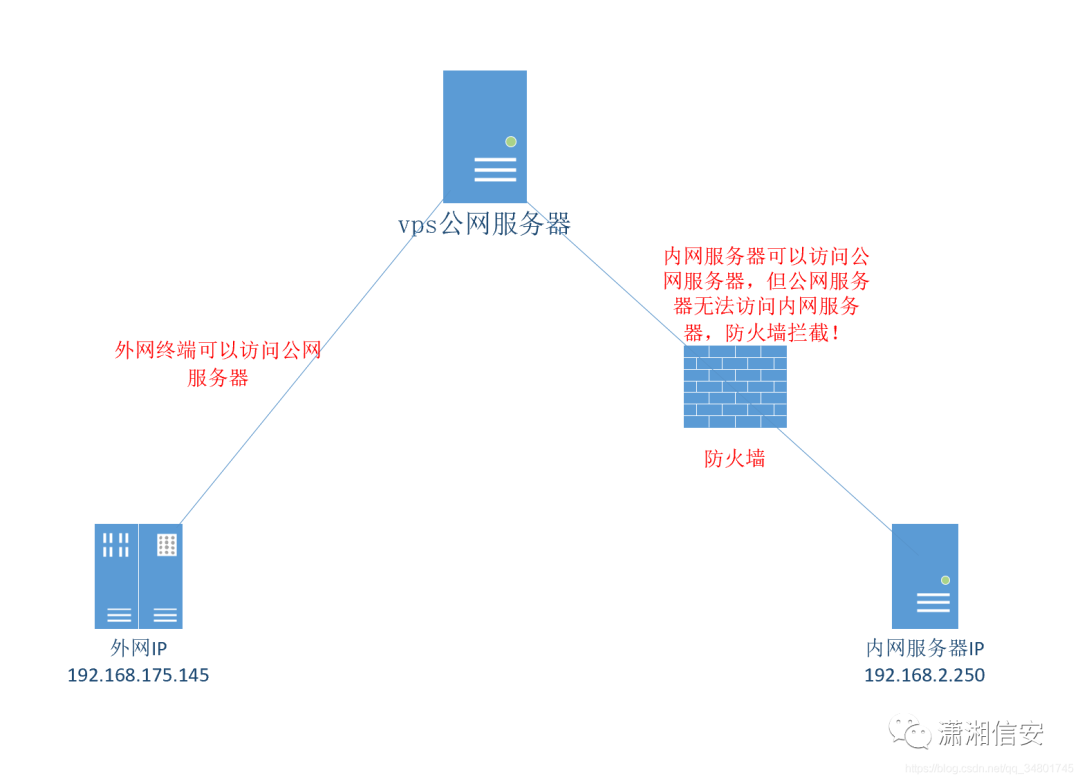 vps公网服务器
内网服务器可以访问公
网服务器，但公网服务
器无法访问内网服务
器，防火墙拦截！
外网终端可以访问公网
服务器
防火墙
外网IP
192.168.175.145
内网服务器IP
192.168.2.250
潇湘信安
https://blog.csdn.net/qq_34801745